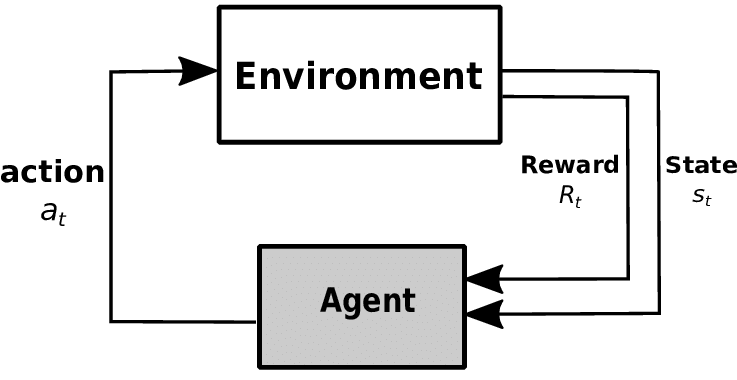 Environment
action
a_t
Reward
R_t
State
s_t
Agent